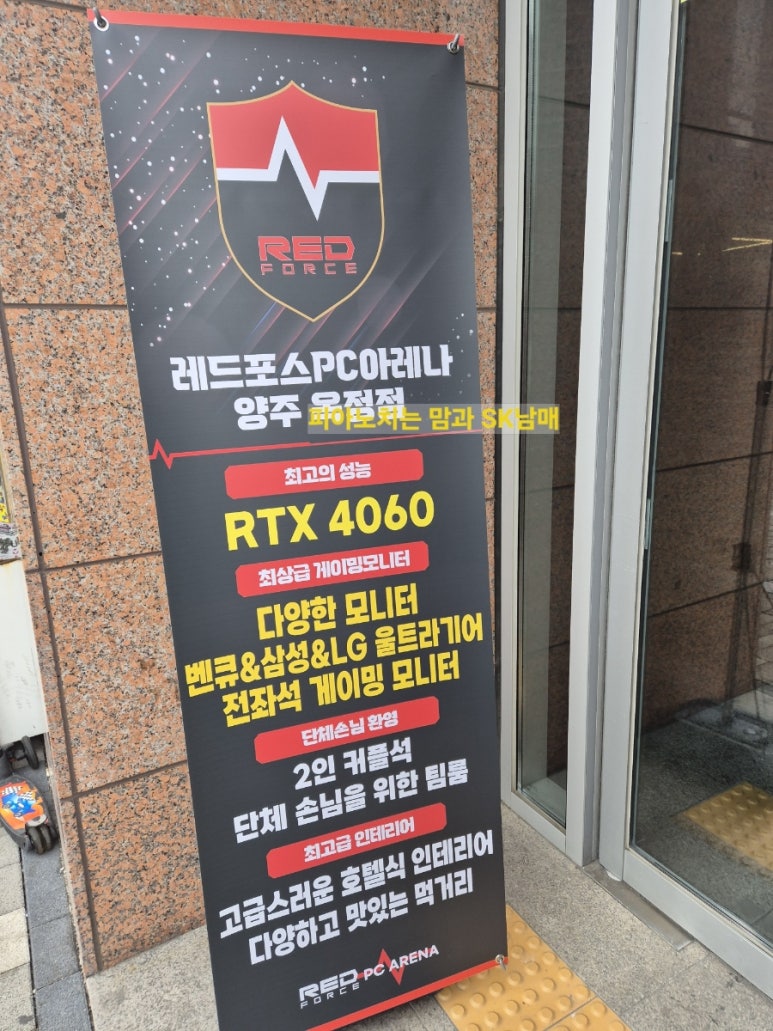 RED
FORCE
레드포스PC아레나
양주 옥정점
피아노치는 맘과 SK남매
최고의 성능
RTX 4060
최상급 게이밍모니터
다양한 모니터
벤큐&삼성&LG 울트라기어
전좌석 게이밍 모니터
단체손님 환영
2인 커플석
단체 손님을 위한 팀룸
최고급 인테리어
고급스러운 호텔식 인테리어
다양하고 맛있는 먹거리
RED FORCE PC ARENA